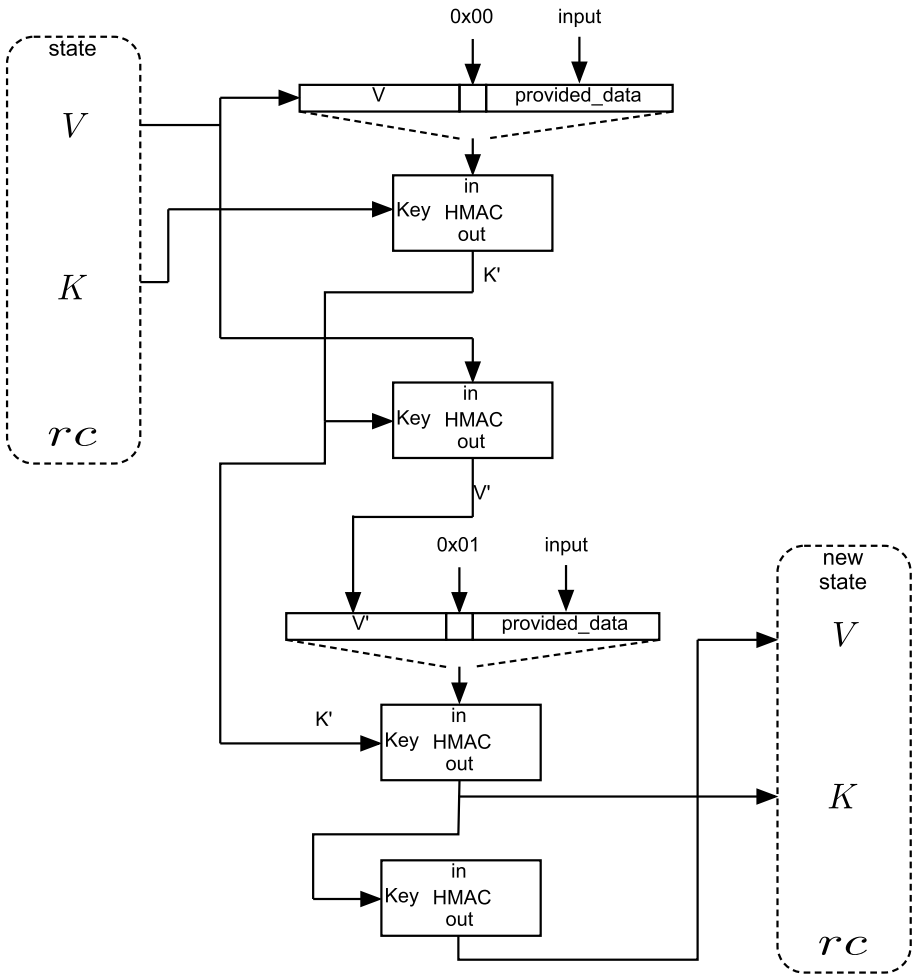 0x00 input
state
V
V provided_data
in
Key HMAC
out
K'
K
in
Key HMAC
out
rc
V'
0x01 input
new
state
V' provided_data
V
in
K'
Key HMAC
out
K
in
Key HMAC
out
rc